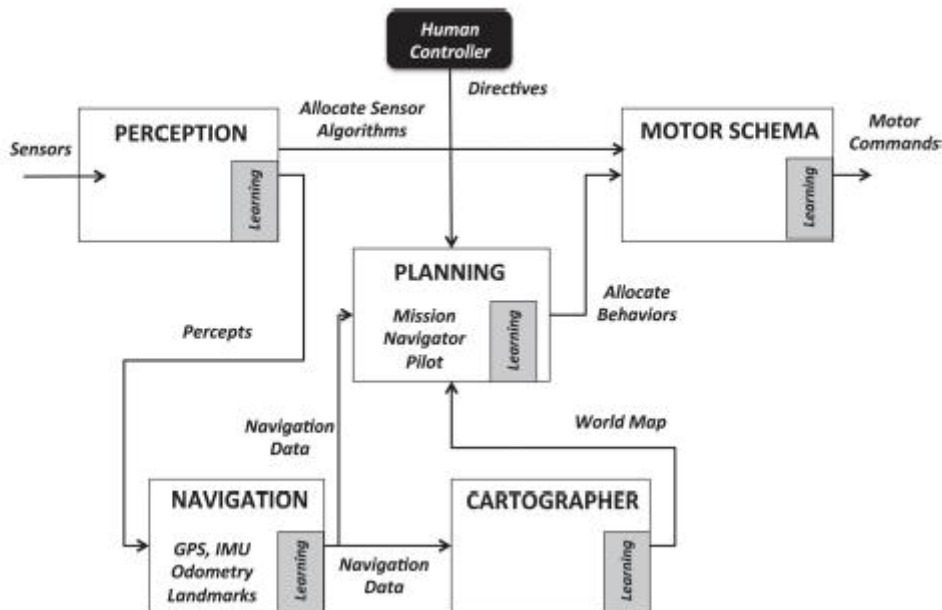 Human
Controller
Directives
Allocate Sensor
Algorithms
PERCEPTION
Sensors
Learning
MOTOR SCHEMA
Motor
Commands
Learning
PLANNING
Mission
Navigator
Pilot
Learning
Allocate
Behaviors
Percepts
Navigation
Data
World Map
NAVIGATION
GPS, IMU
Odometry
Landmarks
Learning
Navigation
Data
CARTOGRAPHER
Learning